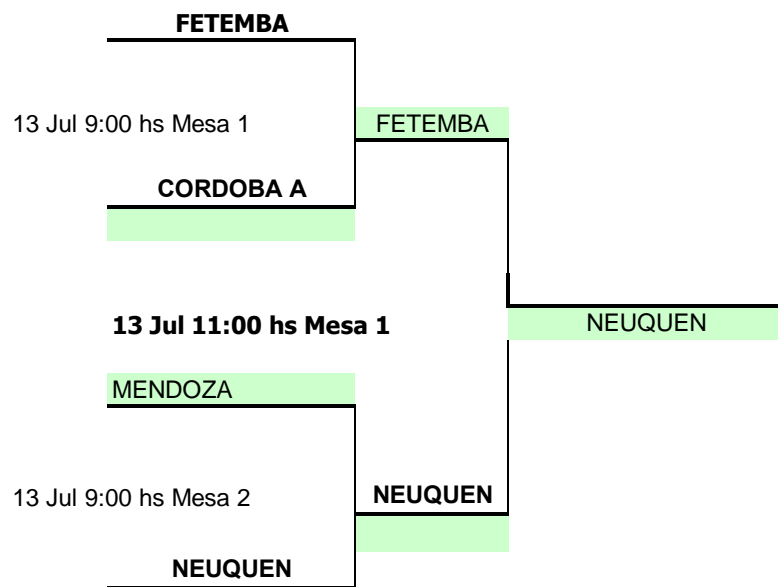 FETEMBA
13 Jul 9:00 hs Mesa 1
FETEMBA
CORDOBA A
13 Jul 11:00 hs Mesa 1
NEUQUEN
MENDOZA
13 Jul 9:00 hs Mesa 2
NEUQUEN
NEUQUEN